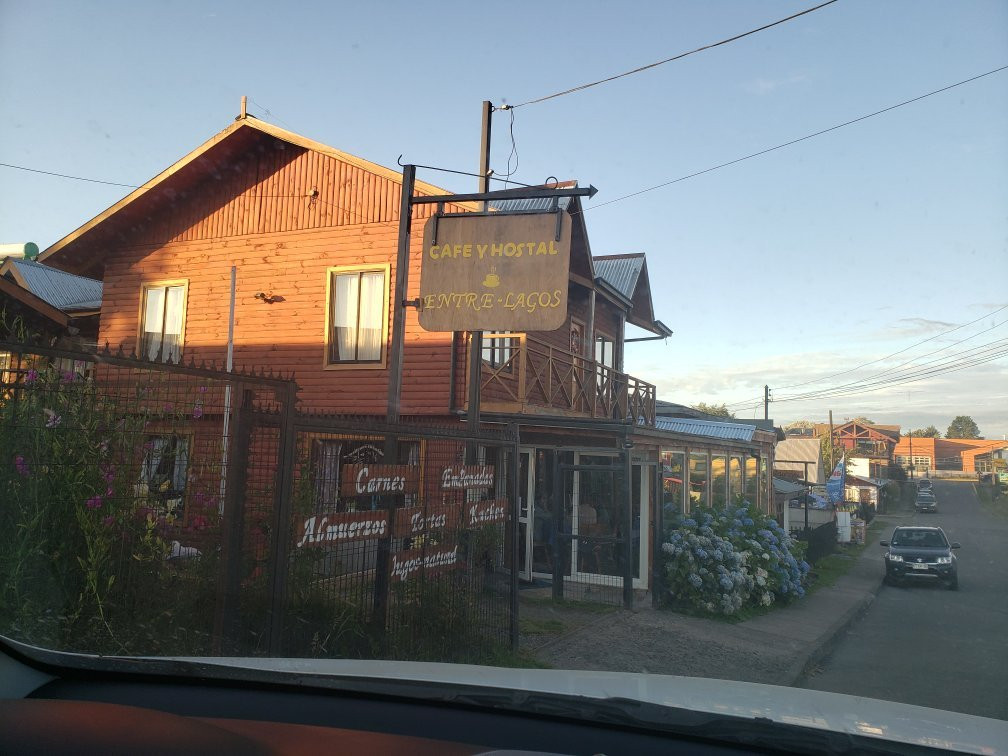 CAFE Y HOSTAL
ENTRE-LAGOS
Carnes
Empanadas
Almuerzos
Tortas
Kuchen
Jugos natural